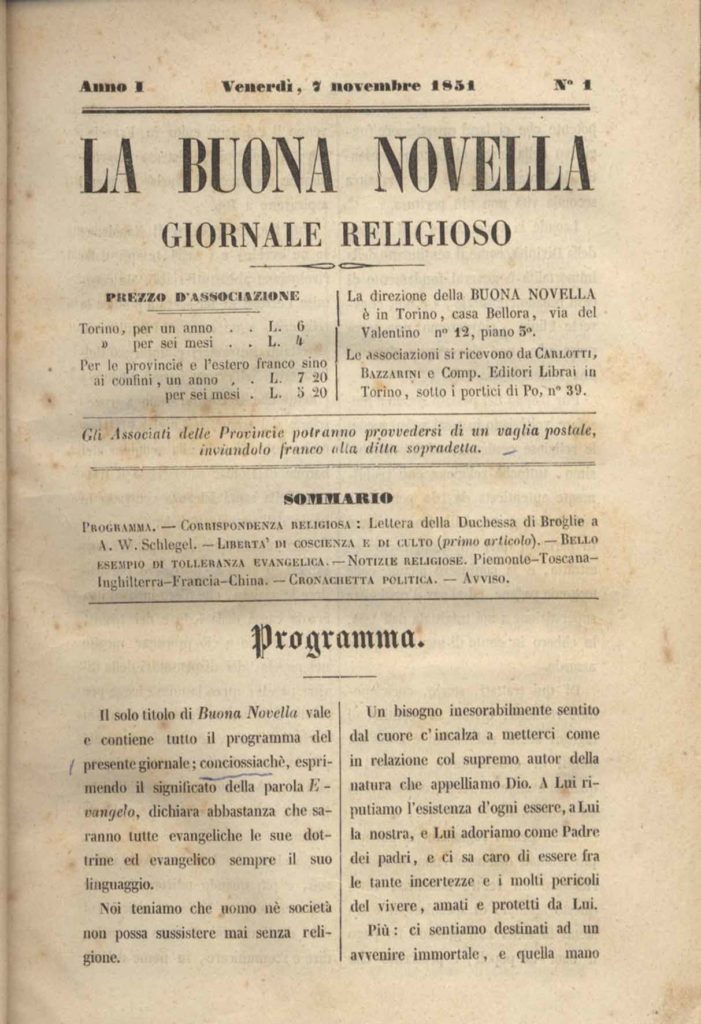 Anno I Venerdì, 7 novembre 1851 N° 1
LA BUONA NOVELLA
GIORNALE RELIGIOSO
PREZZO D'ASSOCIAZIONE
Torino, per un anno . . L. 6
» per sei mesi . . L. 4
Per le provincie e l'estero franco sino
ai confini, un anno . . L. 7 20
per sei mesi . L. 5 20
La direzione della BUONA NOVELLA
è in Torino, casa Bellora, via del
Valentino n° 12, piano 3°.
Le associazioni si ricevono da CARLOTTI,
BAZZARINI e Comp. Editori Librai in
Torino, sotto i portici di Po, n° 39.
Gli Associati delle Provincie potranno provvedersi di un vaglia postale,
inviandolo franco alla ditta sopradetta.
SOMMARIO
PROGRAMMA. — CORRISPONDENZA RELIGIOSA : Lettera della Duchessa di Broglie a
A. W. Schlegel. — LIBERTA' DI COSCIENZA E DI CULTO (primo articolo). — BELLO
ESEMPIO DI TOLLERANZA EVANGELICA. — NOTIZIE RELIGIOSE. Piemonte-Toscana-
Inghilterra-Francia-China. — CRONACHETTA POLITICA. — AVVISO.
Programma.
Il solo titolo di Buona Novella vale
e contiene tutto il programma del
presente giornale; conciossiachè, espri-
mendo il significato della parola E-
vangelo, dichiara abbastanza che sa-
ranno tutte evangeliche le sue dot-
trine ed evangelico sempre il suo
linguaggio.
Noi teniamo che uomo nè società
non possa sussistere mai senza reli-
gione.
Un bisogno inesorabilmente sentito
dal cuore c'incalza a metterci come
in relazione col supremo autor della
natura che appelliamo Dio. A Lui ri-
putiamo l'esistenza d'ogni essere, a Lui
la nostra, e Lui adoriamo come Padre
dei padri, e ci sa caro di essere fra
le tante incertezze e i molti pericoli
del vivere, amati e protetti da Lui.
Più : ci sentiamo destinati ad un
avvenire immortale, e quella mano